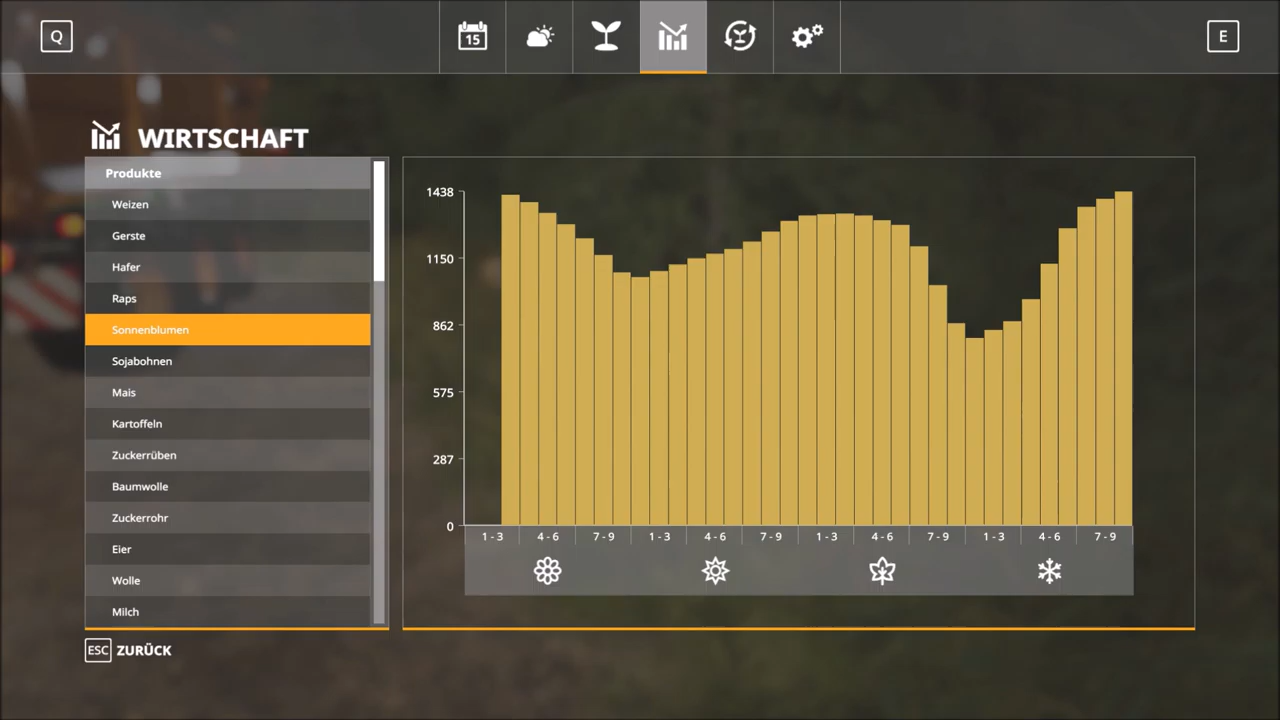 Q
15
E
WIRTSCHAFT
Produkte
Weizen
Gerste
Hafer
Raps
Sonnenblumen
Sojabohnen
Mais
Kartoffeln
Zuckerrüben
Baumwolle
Zuckerrohr
Eier
Wolle
Milch
1438
1150
862
575
287
0
1 - 3 4 - 6 7 - 9 1 - 3 4 - 6 7 - 9 1 - 3 4 - 6 7 - 9 1 - 3 4 - 6 7 - 9
ESC ZURÜCK